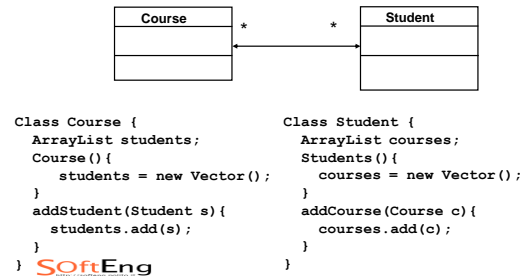 Course
Student
*
*
Class Course {
ArrayList students;
Course(){
students = new Vector();
}
addStudent(Student s){
students.add(s);
}
}
Class Student {
ArrayList courses;
Students(){
courses = new Vector();
}
addCourse(Course c){
courses.add(c);
}
}
SOftEng